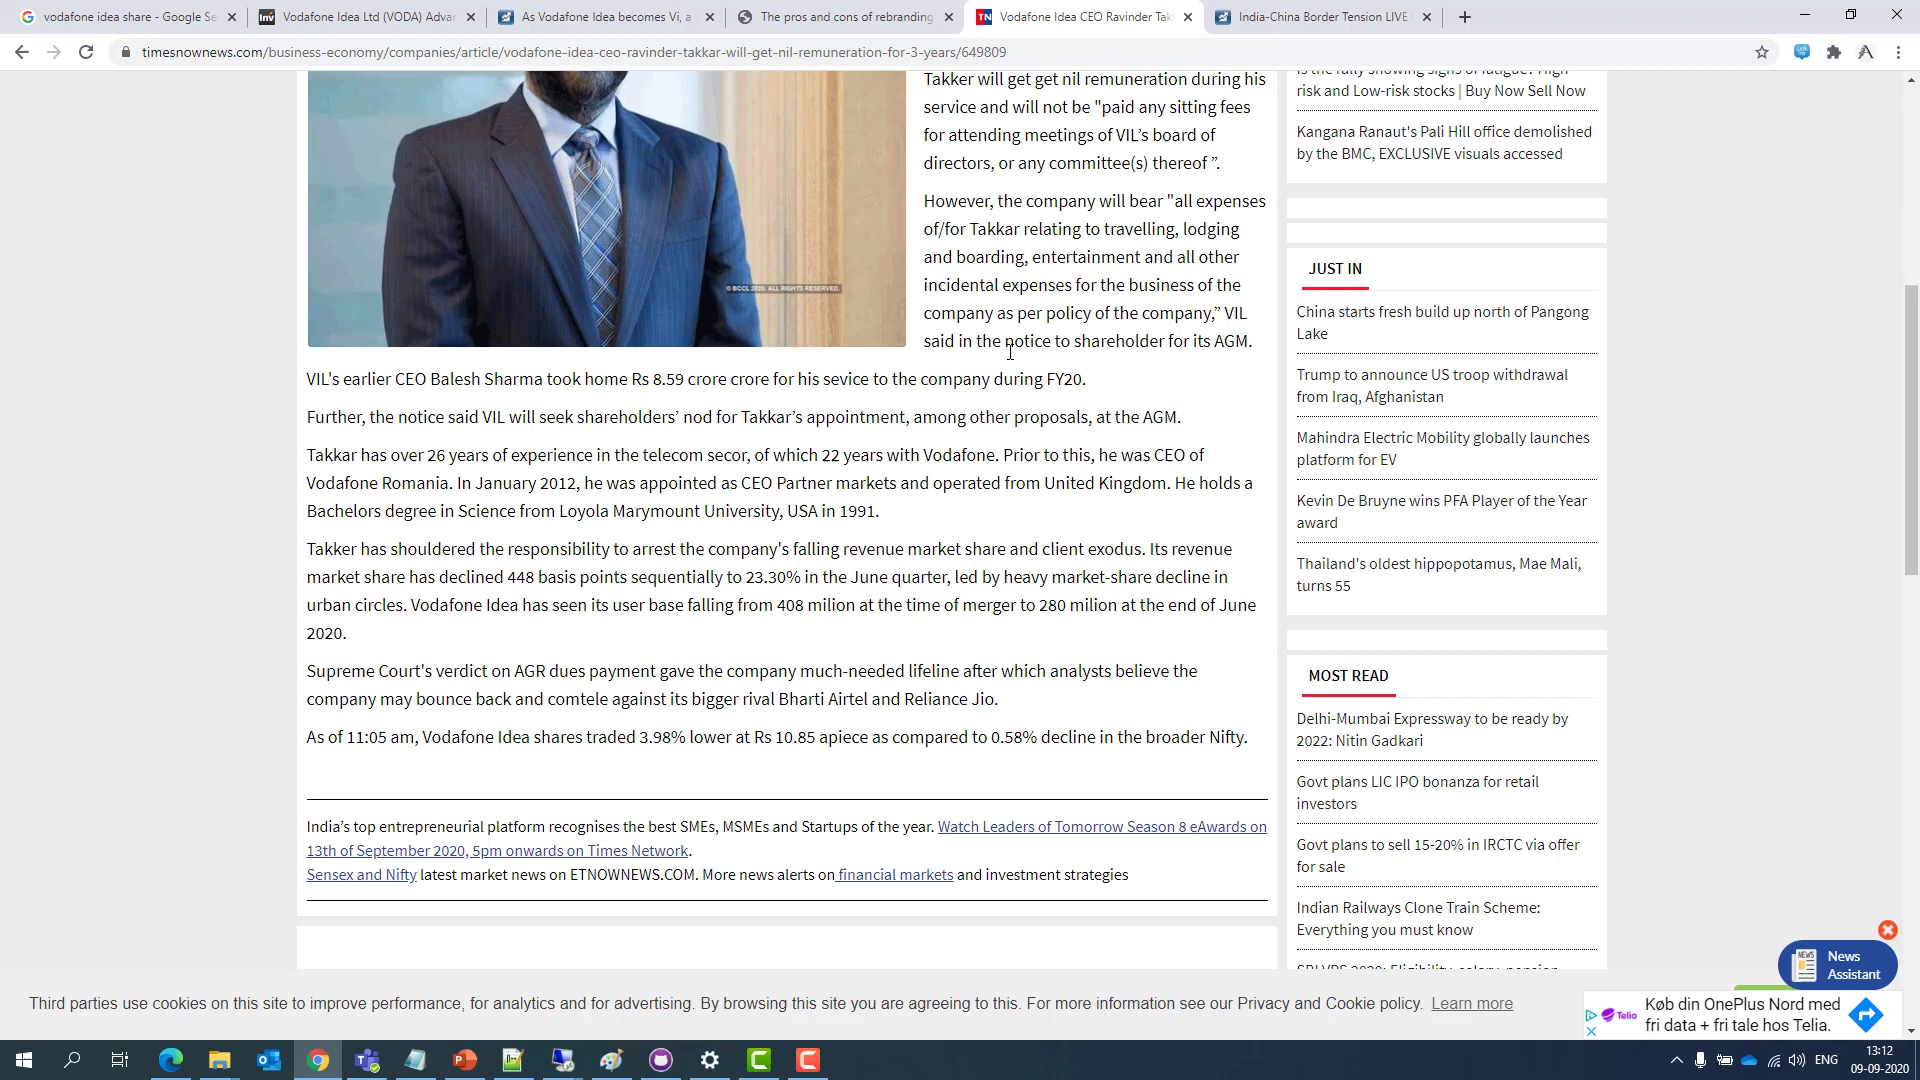 vodafone idea share - Google Se
Vodafone Idea Ltd (VODA) Advan
As Vodafone Idea becomes Vi, a
The pros and cons of rebranding
Vodafone Idea CEO Ravinder Tak
India-China Border Tension LIVE
timesnownews.com/business-economy/companies/article/vodafone-idea-ceo-ravinder-takkar-will-get-nil-remuneration-for-3-years/649809
© BCCL 2020. ALL RIGHTS RESERVED.
Takker will get get nil remuneration during his
service and will not be "paid any sitting fees
for attending meetings of VIL’s board of
directors, or any committee(s) thereof ”.
However, the company will bear "all expenses
of/for Takkar relating to travelling, lodging
and boarding, entertainment and all other
incidental expenses for the business of the
company as per policy of the company,” VIL
said in the notice to shareholder for its AGM.
VIL's earlier CEO Balesh Sharma took home Rs 8.59 crore crore for his sevice to the company during FY20.
Further, the notice said VIL will seek shareholders’ nod for Takkar’s appointment, among other proposals, at the AGM.
Takkar has over 26 years of experience in the telecom secor, of which 22 years with Vodafone. Prior to this, he was CEO of
Vodafone Romania. In January 2012, he was appointed as CEO Partner markets and operated from United Kingdom. He holds a
Bachelors degree in Science from Loyola Marymount University, USA in 1991.
Takker has shouldered the responsibility to arrest the company's falling revenue market share and client exodus. Its revenue
market share has declined 448 basis points sequentially to 23.30% in the June quarter, led by heavy market-share decline in
urban circles. Vodafone Idea has seen its user base falling from 408 milion at the time of merger to 280 milion at the end of June
2020.
Supreme Court's verdict on AGR dues payment gave the company much-needed lifeline after which analysts believe the
company may bounce back and comtele against its bigger rival Bharti Airtel and Reliance Jio.
As of 11:05 am, Vodafone Idea shares traded 3.98% lower at Rs 10.85 apiece as compared to 0.58% decline in the broader Nifty.
India’s top entrepreneurial platform recognises the best SMEs, MSMEs and Startups of the year. Watch Leaders of Tomorrow Season 8 eAwards on
13th of September 2020, 5pm onwards on Times Network.
Sensex and Nifty latest market news on ETNOWNEWS.COM. More news alerts on financial markets and investment strategies
risk and Low-risk stocks | Buy Now Sell Now
Kangana Ranaut's Pali Hill office demolished
by the BMC, EXCLUSIVE visuals accessed
JUST IN
China starts fresh build up north of Pangong
Lake
Trump to announce US troop withdrawal
from Iraq, Afghanistan
Mahindra Electric Mobility globally launches
platform for EV
Kevin De Bruyne wins PFA Player of the Year
award
Thailand's oldest hippopotamus, Mae Mali,
turns 55
MOST READ
Delhi-Mumbai Expressway to be ready by
2022: Nitin Gadkari
Govt plans LIC IPO bonanza for retail
investors
Govt plans to sell 15-20% in IRCTC via offer
for sale
Indian Railways Clone Train Scheme:
Everything you must know
NEWS
News
Assistant
Third parties use cookies on this site to improve performance, for analytics and for advertising. By browsing this site you are agreeing to this. For more information see our Privacy and Cookie policy. Learn more
Telia
Køb din OnePlus Nord med
fri data + fri tale hos Telia.
ENG
13:12
09-09-2020